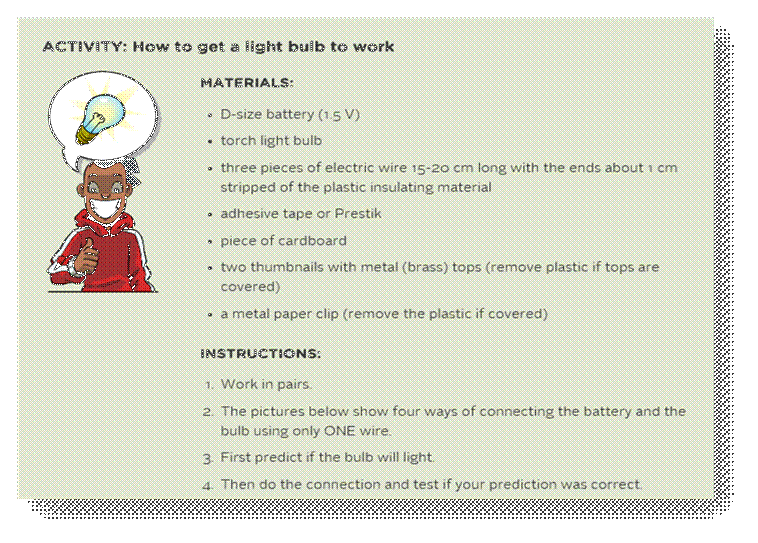 ACTIVITY: How to get a light bulb to work
MATERIALS:
• D-size battery (1.5 V)
• torch light bulb
• three pieces of electric wire 15-20 cm long with the ends about 1 cm
stripped of the plastic insulating material
• adhesive tape or Prestik
• piece of cardboard
• two thumbnails with metal (brass) tops (remove plastic if tops are
covered)
• a metal paper clip (remove the plastic if covered)
INSTRUCTIONS:
1. Work in pairs.
2. The pictures below show four ways of connecting the battery and the
bulb using only ONE wire.
3. First predict if the bulb will light.
4. Then do the connection and test if your prediction was correct.